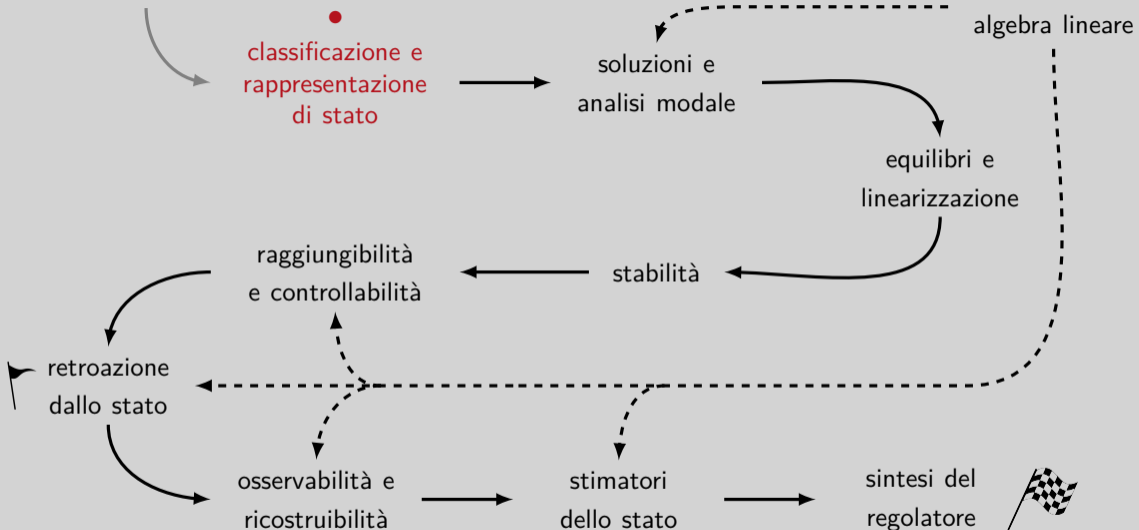 algebra lineare
classificazione e
rappresentazione
di stato
soluzioni e
analisi modale
equilibri e
linearizzazione
stabilità
raggiungibilità
e controllabilità
retroazione
dallo stato
osservabilità e
ricostruibilità
stimatori
dello stato
sintesi del
regolatore